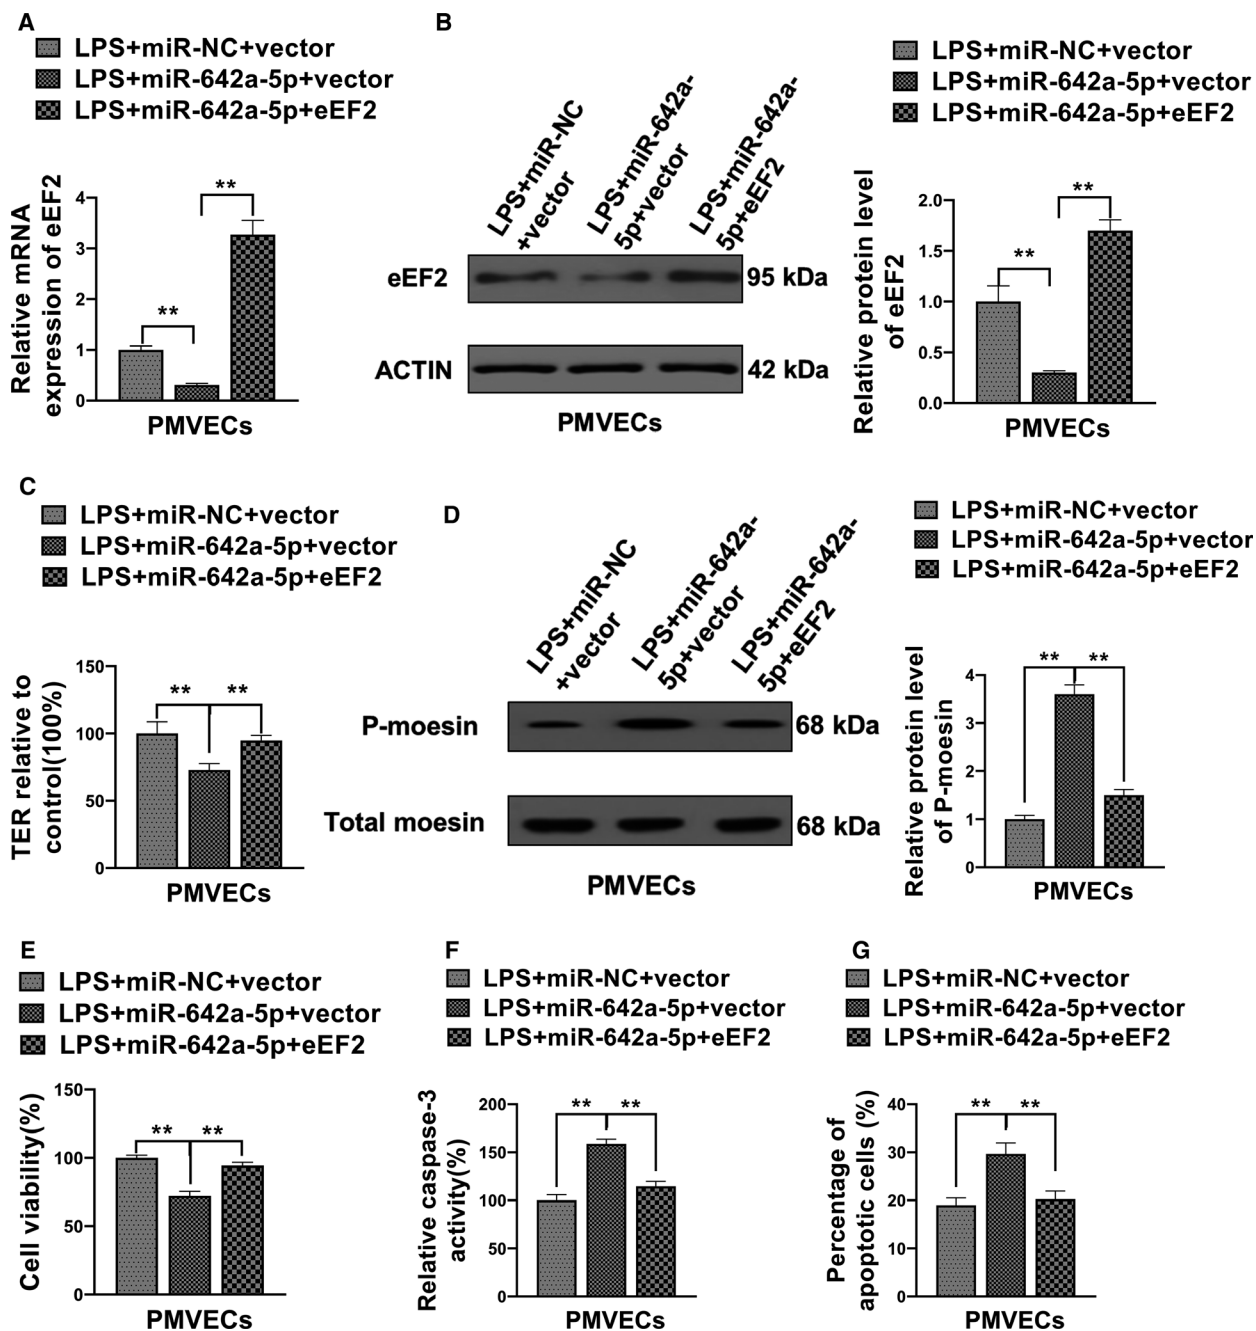 A
LPS+miR-NC+vector
LPS+miR-642a-5p+vector
LPS+miR-642a-5p+eEF2
Relative mRNA
expression of eEF2
4
3
2
1
0
**
**
PMVECs
B
LPS+miR-NC
+vector
LPS+miR-642a-
5p+vector
LPS+miR-642a-
5p+eEF2
eEF2
95 kDa
ACTIN
42 kDa
PMVECs
LPS+miR-NC+vector
LPS+miR-642a-5p+vector
LPS+miR-642a-5p+eEF2
Relative protein level
of eEF2
2.0
1.5
1.0
0.5
0.0
**
**
PMVECs
C
LPS+miR-NC+vector
LPS+miR-642a-5p+vector
LPS+miR-642a-5p+eEF2
TER relative to
control(100%)
150
100
50
0
**
**
PMVECs
D
LPS+miR-NC
+vector
LPS+miR-642a-
5p+vector
LPS+miR-642a-
5p+eEF2
P-moesin
68 kDa
Total moesin
68 kDa
PMVECs
LPS+miR-NC+vector
LPS+miR-642a-5p+vector
LPS+miR-642a-5p+eEF2
Relative protein level
of P-moesin
4
3
2
1
0
**
**
PMVECs
E
LPS+miR-NC+vector
LPS+miR-642a-5p+vector
LPS+miR-642a-5p+eEF2
Cell viability(%)
150
100
50
0
**
**
PMVECs
F
LPS+miR-NC+vector
LPS+miR-642a-5p+vector
LPS+miR-642a-5p+eEF2
Relative caspase-3
activity(%)
200
150
100
50
0
**
**
PMVECs
G
LPS+miR-NC+vector
LPS+miR-642a-5p+vector
LPS+miR-642a-5p+eEF2
Percentage of
apoptotic cells (%)
40
30
20
10
0
**
**
PMVECs